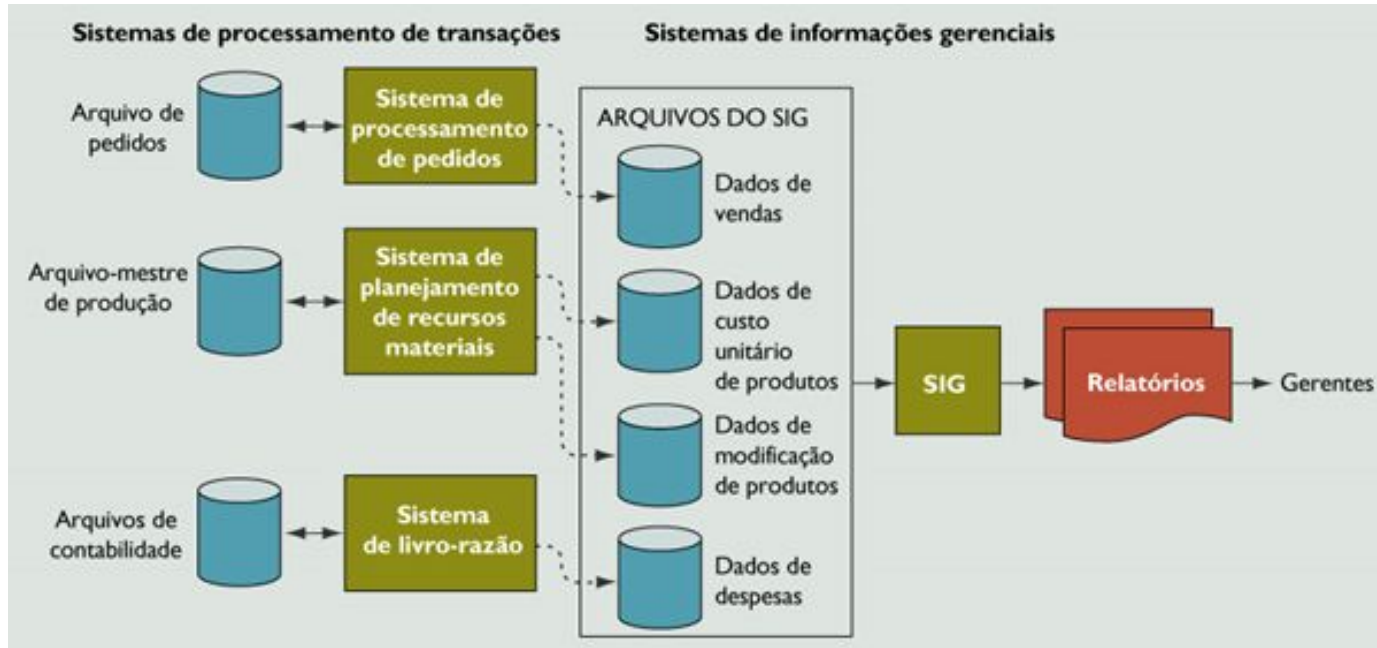 Sistemas de processamento de transações
Sistemas de informações gerenciais
Arquivo de
pedidos
Sistema de
processamento
de pedidos
Arquivo-mestre
de produção
Sistema de
planejamento
de recursos
materiais
Arquivos de
contabilidade
Sistema
de livro-razão
ARQUIVOS DO SIG
Dados de
vendas
Dados de
custo
unitário
de produtos
Dados de
modificação
de produtos
Dados de
despesas
SIG
Relatórios
Gerentes